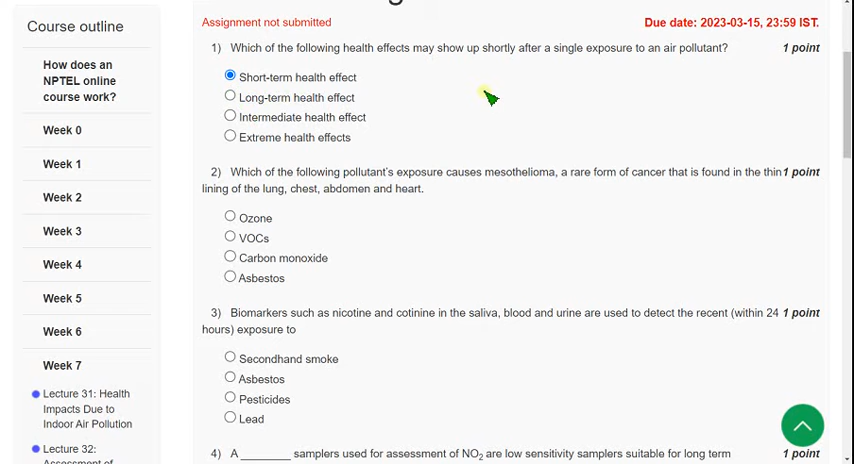 Course outline
How does an
NPTEL online
course work?
Week 0
Week 1
Week 2
Week 3
Week 4
Week 5
Week 6
Week 7
Lecture 31: Health
Impacts Due to
Indoor Air Pollution
Lecture 32:
Assignment not submitted
Due date: 2023-03-15, 23:59 IST.
1) Which of the following health effects may show up shortly after a single exposure to an air pollutant? 1 point
Short-term health effect
Long-term health effect
Intermediate health effect
Extreme health effects
2) Which of the following pollutant's exposure causes mesothelioma, a rare form of cancer that is found in the thin 1 point
lining of the lung, chest, abdomen and heart.
Ozone
VOCs
Carbon monoxide
Asbestos
3) Biomarkers such as nicotine and cotinine in the saliva, blood and urine are used to detect the recent (within 24 1 point
hours) exposure to
Secondhand smoke
Asbestos
Pesticides
Lead
4) A ________ samplers used for assessment of NO2 are low sensitivity samplers suitable for long term 1 point